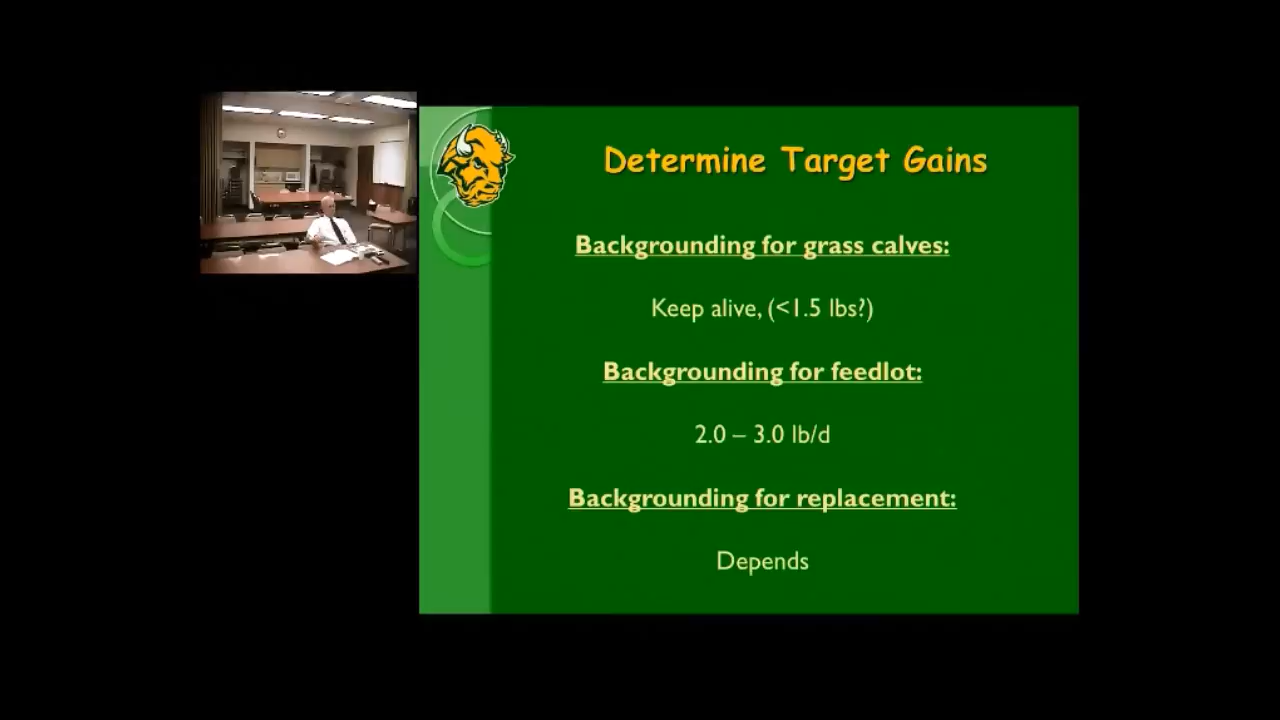 Determine Target Gains
Backgrounding for grass calves:
Keep alive, (<1.5 lbs?)
Backgrounding for feedlot:
2.0 – 3.0 lb/d
Backgrounding for replacement:
Depends